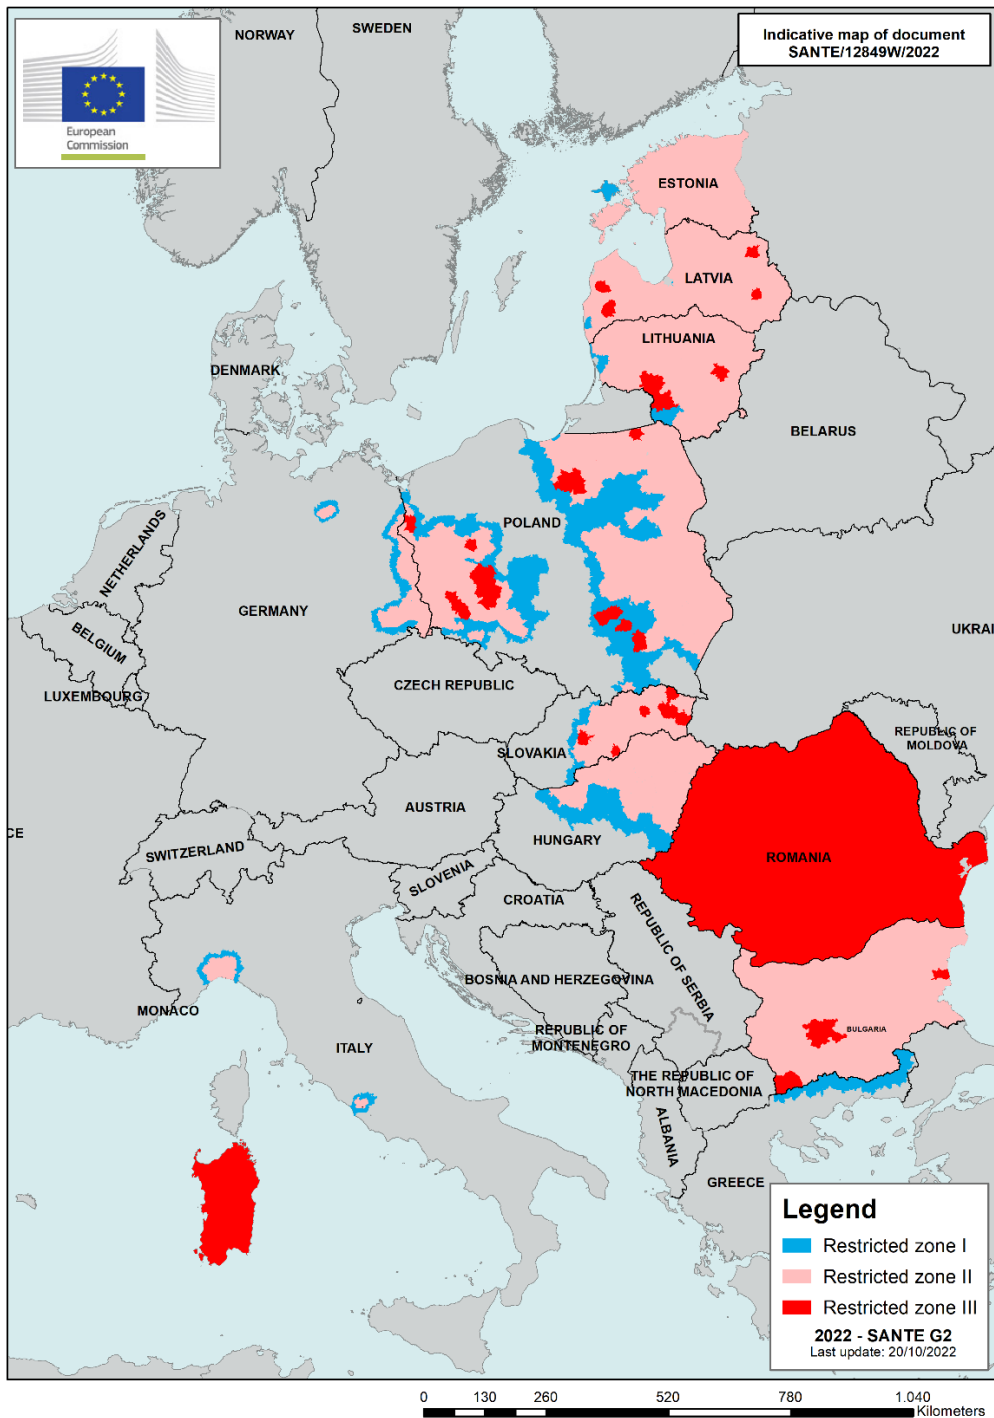 NORWAY
SWEDEN
Indicative map of document
SANTE/12849W/2022
European
Commission
ESTONIA
LATVIA
LITHUANIA
DENMARK
BELARUS
NETHERLANDS
POLAND
GERMANY
BELGIUM
UKRAI
LUXEMBOURG
CZECH REPUBLIC
REPUBLIC OF
MOLDOVA
SLOVAKIA
AUSTRIA
CE
HUNGARY
SWITZERLAND
ROMANIA
SLOVENIA
CROATIA
REPUBLIC OF SERBIA
BOSNIA AND HERZEGOVINA
MONACO
REPUBLIC OF
MONTENEGRO
BULGARIA
ITALY
THE REPUBLIC OF
NORTH MACEDONIA
ALBANIA
GREECE
Legend
Restricted zone I
Restricted zone II
Restricted zone III
2022 - SANTE G2
Last update: 20/10/2022
0 130 260 520 780 1.040
Kilometers